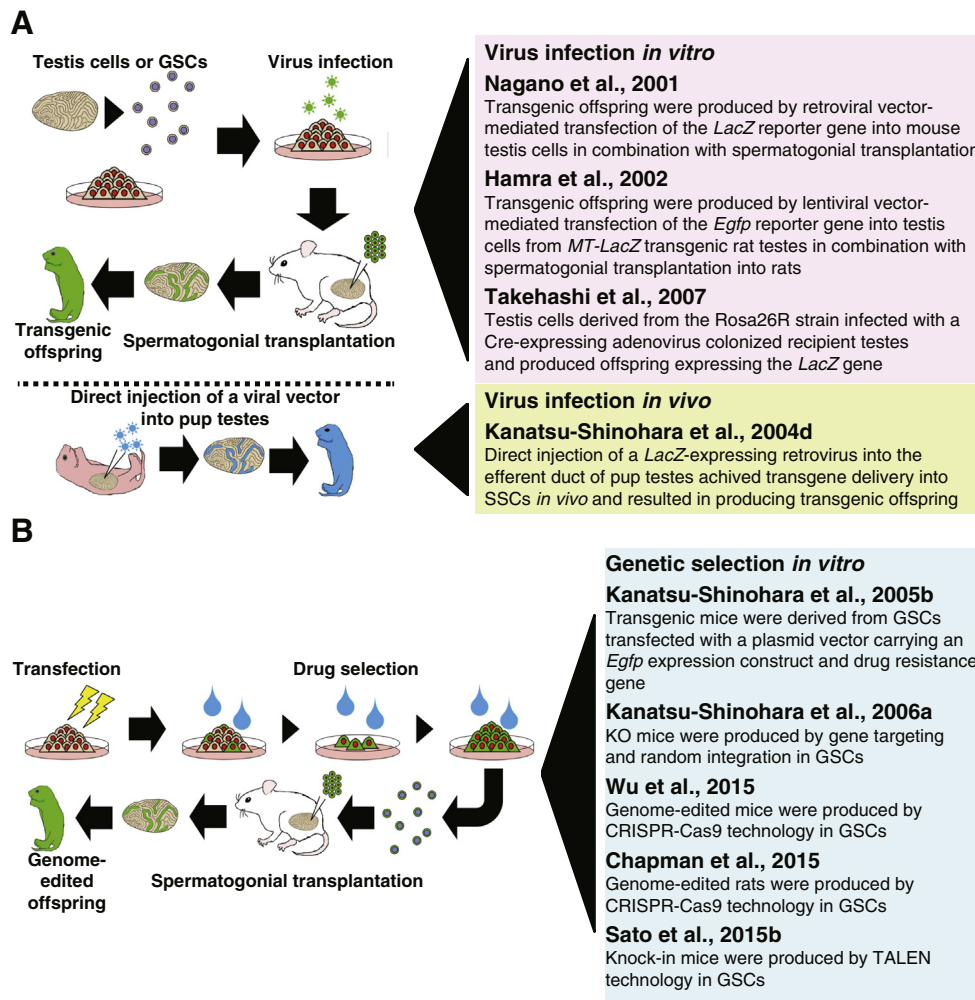 A
Testis cells or GSCs
Virus infection
Transgenic
offspring
Spermatogonial transplantation
Direct injection of a viral vector
into pup testes
Virus infection in vitro
Nagano et al., 2001
Transgenic offspring were produced by retroviral vector-
mediated transfection of the LacZ reporter gene into mouse
testis cells in combination with spermatogonial transplantation
Hamra et al., 2002
Transgenic offspring were produced by lentiviral vector-
mediated transfection of the Egfp reporter gene into testis
cells from MT-LacZ transgenic rat testes in combination with
spermatogonial transplantation into rats
Takehashi et al., 2007
Testis cells derived from the Rosa26R strain infected with a
Cre-expressing adenovirus colonized recipient testes
and produced offspring expressing the LacZ gene
Virus infection in vivo
Kanatsu-Shinohara et al., 2004d
Direct injection of a LacZ-expressing retrovirus into the
efferent duct of pup testes achived transgene delivery into
SSCs in vivo and resulted in producing transgenic offspring
B
Transfection
Drug selection
Genome-
edited
offspring
Spermatogonial transplantation
Genetic selection in vitro
Kanatsu-Shinohara et al., 2005b
Transgenic mice were derived from GSCs
transfected with a plasmid vector carrying an
Egfp expression construct and drug resistance
gene
Kanatsu-Shinohara et al., 2006a
KO mice were produced by gene targeting
and random integration in GSCs
Wu et al., 2015
Genome-edited mice were produced by
CRISPR-Cas9 technology in GSCs
Chapman et al., 2015
Genome-edited rats were produced by
CRISPR-Cas9 technology in GSCs
Sato et al., 2015b
Knock-in mice were produced by TALEN
technology in GSCs